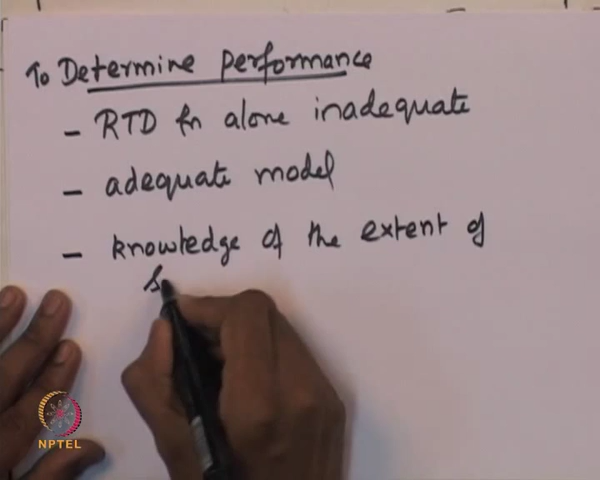 To Determine performance
- RTD fn alone inadequate
- adequate model
- knowledge of the extent of
s
NPTEL